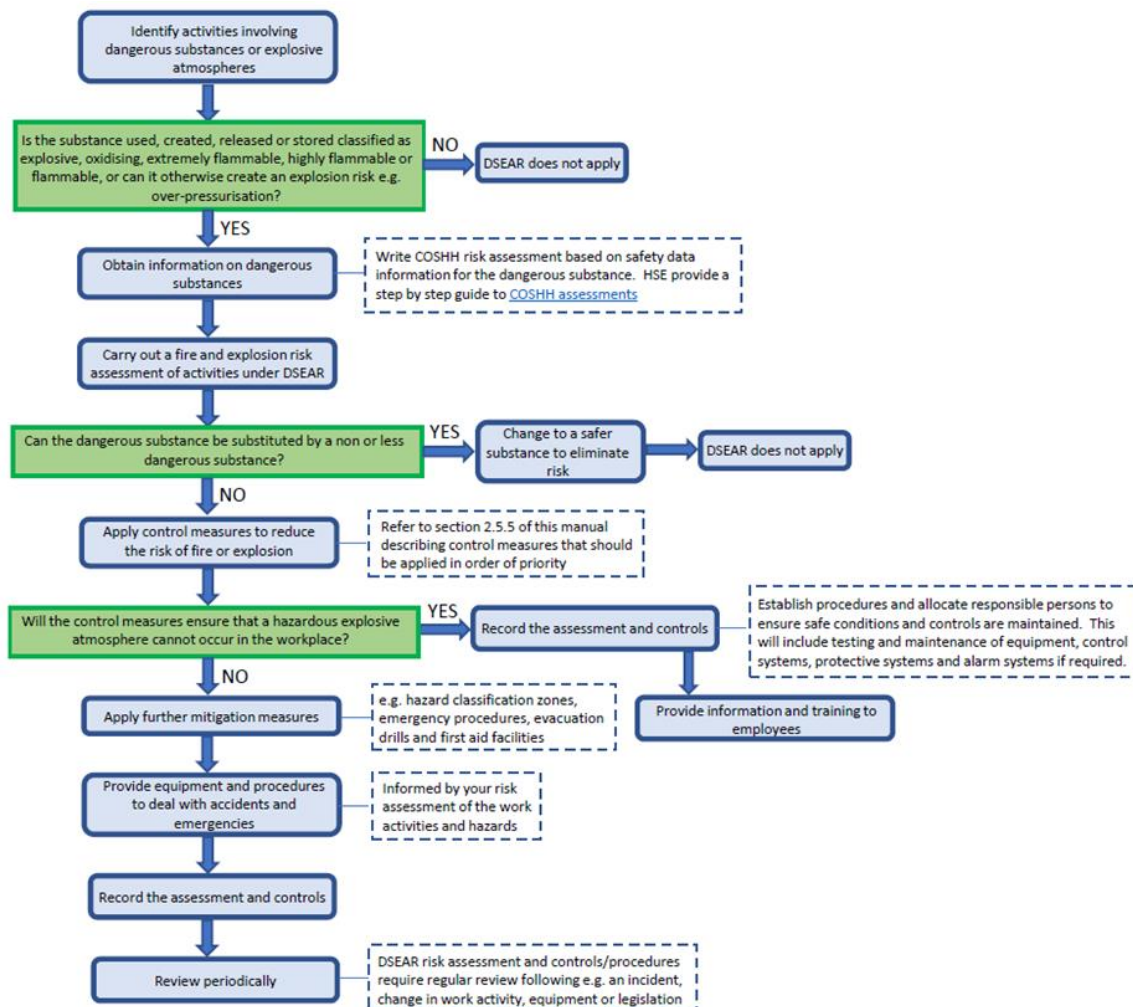 Identify activities involving
dangerous substances or explosive
atmospheres
Is the substance used, created, released or stored classified as
explosive, oxidising, extremely flammable, highly flammable or
flammable, or can it otherwise create an explosion risk e.g.
over-pressurisation?
NO
DSEAR does not apply
YES
Obtain information on dangerous
substances
Write COSHH risk assessment based on safety data
information for the dangerous substance.  HSE provide a
step by step guide to COSHH assessments
Carry out a fire and explosion risk
assessment of activities under DSEAR
Can the dangerous substance be substituted by a non or less
dangerous substance?
YES
Change to a safer
substance to eliminate
risk
DSEAR does not apply
NO
Apply control measures to reduce
the risk of fire or explosion
Refer to section 2.5.5 of this manual
describing control measures that should
be applied in order of priority
Will the control measures ensure that a hazardous explosive
atmosphere cannot occur in the workplace?
YES
Record the assessment and controls
Establish procedures and allocate responsible persons to
ensure safe conditions and controls are maintained.  This
will include testing and maintenance of equipment, control
systems, protective systems and alarm systems if required.
Provide information and training to
employees
NO
Apply further mitigation measures
e.g. hazard classification zones,
emergency procedures, evacuation
drills and first aid facilities
Provide equipment and procedures
to deal with accidents and
emergencies
Informed by your risk
assessment of the work
activities and hazards
Record the assessment and controls
Review periodically
DSEAR risk assessment and controls/procedures
require regular review following e.g. an incident,
change in work activity, equipment or legislation